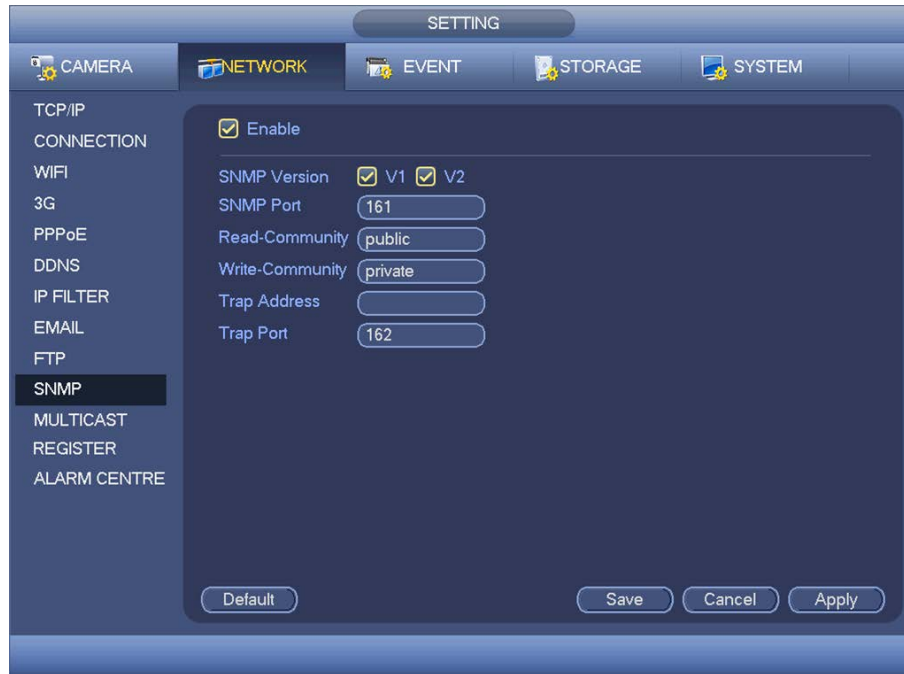 SETTING
CAMERA NETWORK EVENT STORAGE SYSTEM
TCP/IP
CONNECTION
WIFI
3G
PPPoE
DDNS
IP FILTER
EMAIL
FTP
SNMP
MULTICAST
REGISTER
ALARM CENTRE
Enable
SNMP Version V1 V2
SNMP Port 161
Read-Community public
Write-Community private
Trap Address
Trap Port 162
Default Save Cancel Apply